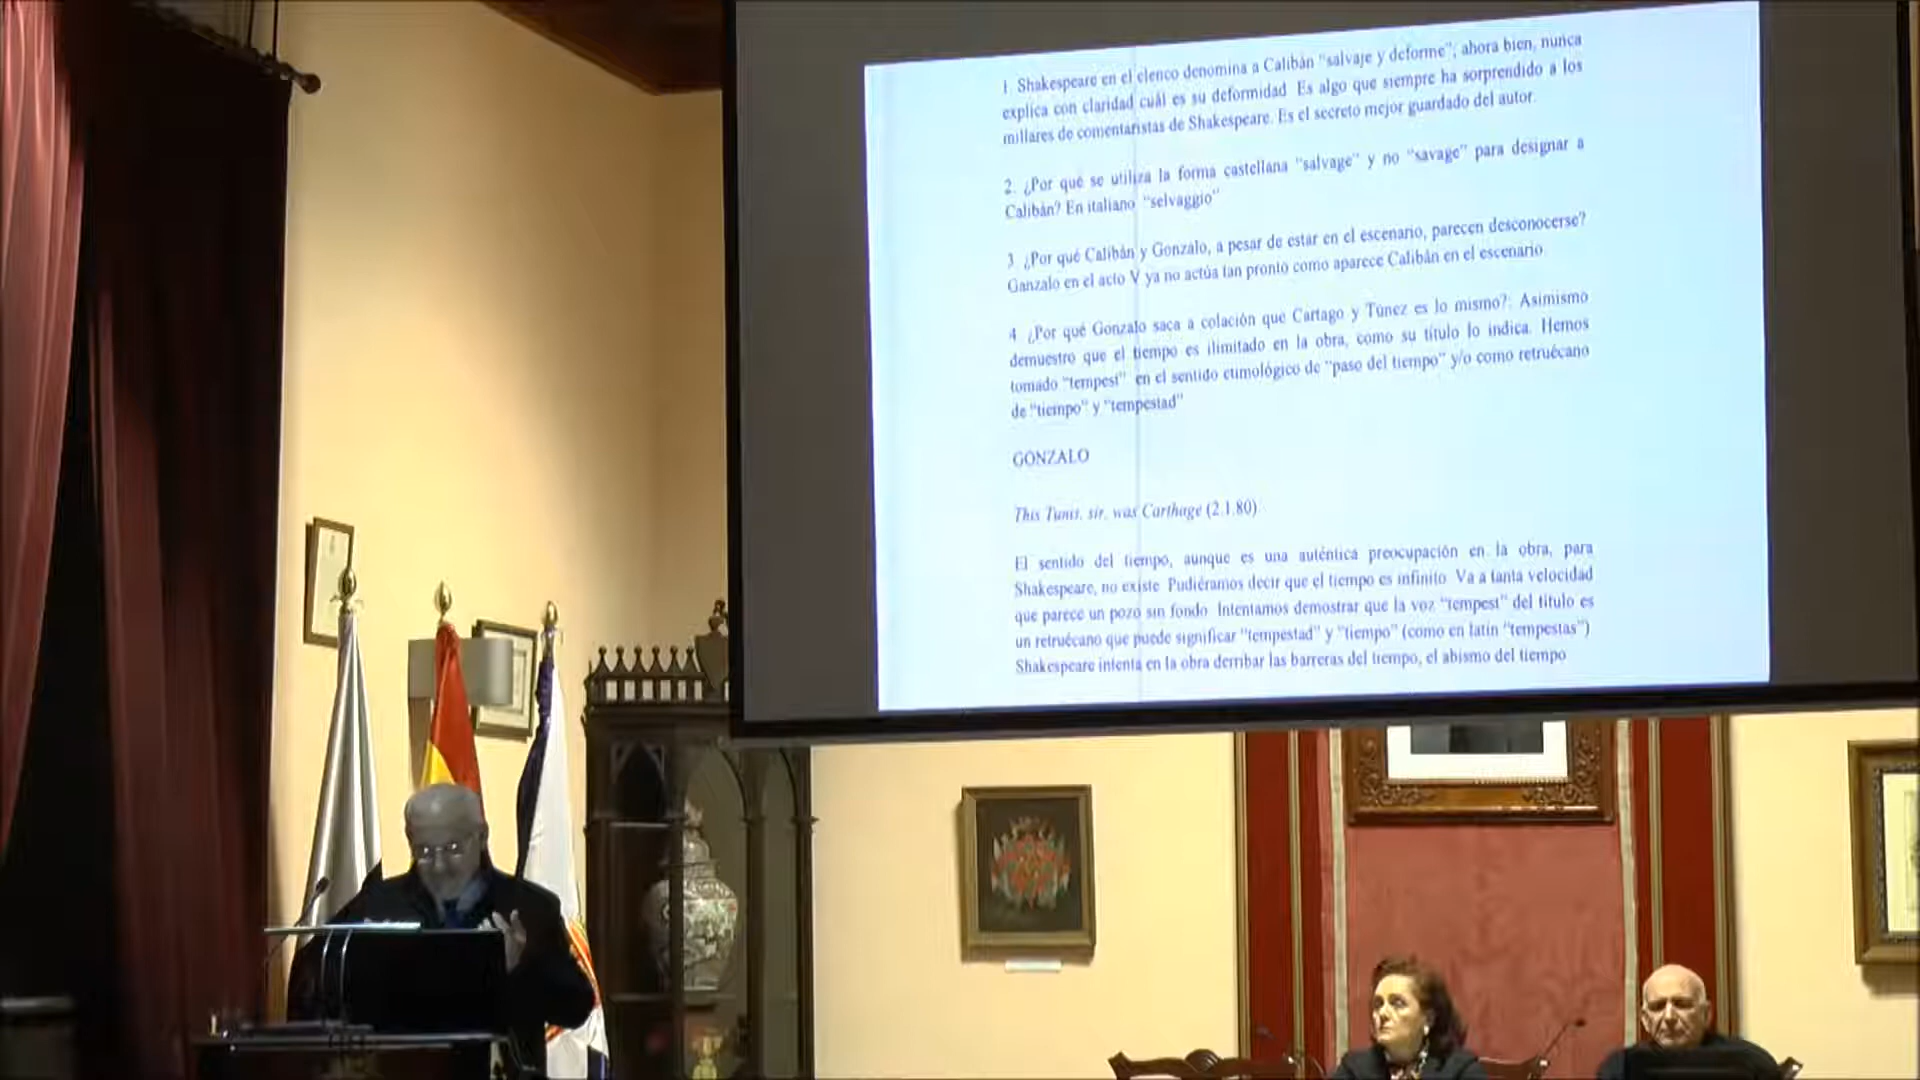 1. Shakespeare en el elenco denomina a Calibán "salvaje y deforme"; ahora bien, nunca
explica con claridad cuál es su deformidad. Es algo que siempre ha sorprendido a los
millares de comentaristas de Shakespeare. Es el secreto mejor guardado del autor.
2. ¿Por qué se utiliza la forma castellana "salvage" y no "savage" para designar a
Calibán? En italiano "selvaggio"
3. ¿Por qué Calibán y Gonzalo, a pesar de estar en el escenario, parecen desconocerse?
Ganzalo en el acto V ya no actúa tan pronto como aparece Calibán en el escenario.
4. ¿Por qué Gonzalo saca a colación que Cartago y Túnez es lo mismo?. Asimismo
demuestro que el tiempo es ilimitado en la obra, como su título lo indica. Hemos
tomado "tempest" en el sentido etimológico de "paso del tiempo" y/o como retruécano
de "tiempo" y "tempestad"
GONZALO
This Tunis, sir, was Carthage (2.1.80)
El sentido del tiempo, aunque es una auténtica preocupación en la obra, para
Shakespeare, no existe. Pudiéramos decir que el tiempo es infinito. Va a tanta velocidad
que parece un pozo sin fondo. Intentamos demostrar que la voz "tempest" del título es
un retruécano que puede significar "tempestad" y "tiempo" (como en latín "tempestas")
Shakespeare intenta en la obra derribar las barreras del tiempo, el abismo del tiempo